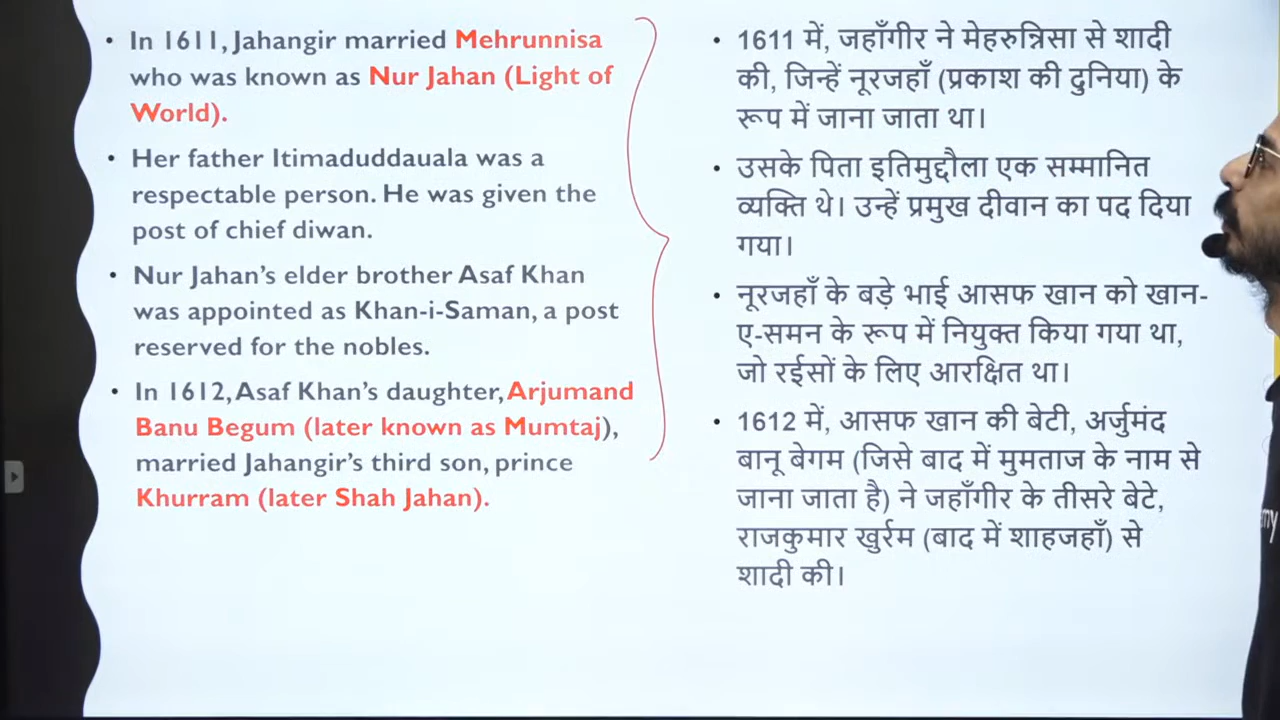 In 1611, Jahangir married Mehrunnisa
who was known as Nur Jahan (Light of
World).
Her father Itimaduddauala was a
respectable person. He was given the
post of chief diwan.
Nur Jahan's elder brother Asaf Khan
was appointed as Khan-i-Saman, a post
reserved for the nobles.
In 1612, Asaf Khan's daughter, Arjumand
Banu Begum (later known as Mumtaj),
married Jahangir's third son, prince
Khurram (later Shah Jahan).
1611 में, जहाँगीर ने मेहरुन्निसा से शादी
की, जिन्हें नूरजहाँ (प्रकाश की दुनिया) के
रूप में जाना जाता था।
उसके पिता इतिमुद्दौला एक सम्मानित
व्यक्ति थे। उन्हें प्रमुख दीवान का पद दिया
गया।
नूरजहाँ के बड़े भाई आसफ खान को खान-
ए-समन के रूप में नियुक्त किया गया था,
जो रईसों के लिए आरक्षित था।
1612 में, आसफ खान की बेटी, अर्जुमंद
बानू बेगम (जिसे बाद में मुमताज के नाम से
जाना जाता है) ने जहाँगीर के तीसरे बेटे,
राजकुमार खुर्रम (बाद में शाहजहाँ) से
शादी की।